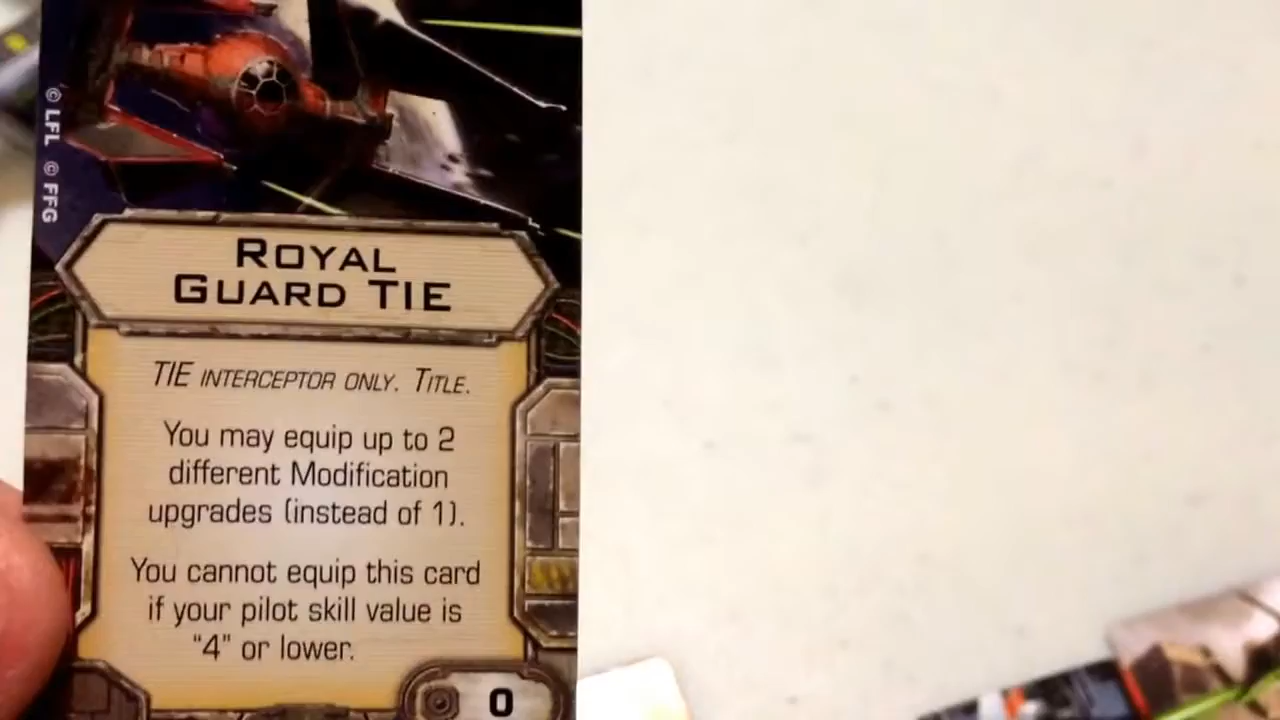 © LFL © FFG
ROYAL
GUARD TIE
TIE INTERCEPTOR ONLY. TITLE.
You may equip up to 2
different Modification
upgrades (instead of 1).
You cannot equip this card
if your pilot skill value is
“4” or lower.
0